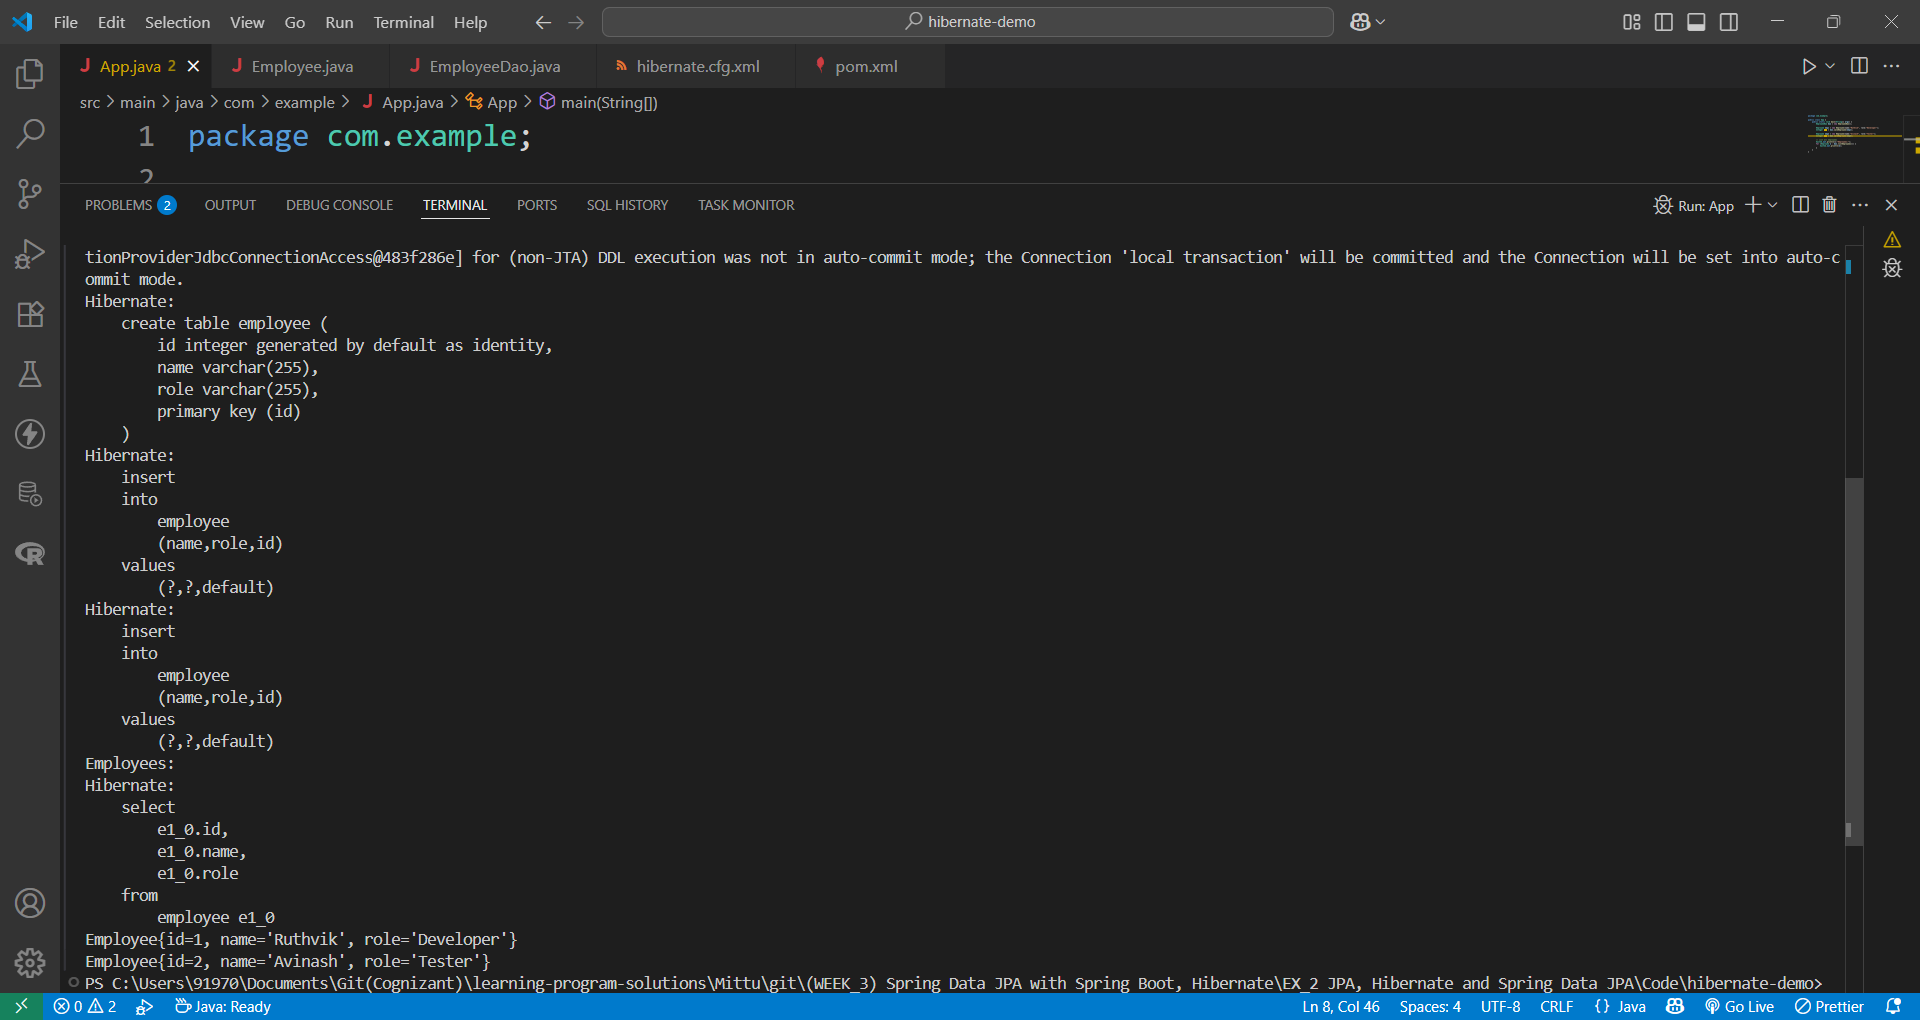 File Edit Selection View Go Run Terminal Help hibernate-demo
App.java 2 Employee.java EmployeeDao.java hibernate.cfg.xml pom.xml
src > main > java > com > example > App.java > App > main(String[])
1 package com.example;
2
PROBLEMS 2 OUTPUT DEBUG CONSOLE TERMINAL PORTS SQL HISTORY TASK MONITOR Run: App
tionProviderJdbcConnectionAccess@483f286e] for (non-JTA) DDL execution was not in auto-commit mode; the Connection 'local transaction' will be committed and the Connection will be set into auto-c
ommit mode.
Hibernate:
    create table employee (
        id integer generated by default as identity,
        name varchar(255),
        role varchar(255),
        primary key (id)
    )
Hibernate:
    insert
    into
        employee
        (name,role,id)
    values
        (?,?,default)
Hibernate:
    insert
    into
        employee
        (name,role,id)
    values
        (?,?,default)
Employees:
Hibernate:
    select
        e1_0.id,
        e1_0.name,
        e1_0.role
    from
        employee e1_0
Employee{id=1, name='Ruthvik', role='Developer'}
Employee{id=2, name='Avinash', role='Tester'}
PS C:\Users\91970\Documents\Git(Cognizant)\learning-program-solutions\Mittu\git\(WEEK_3) Spring Data JPA with Spring Boot, Hibernate\EX_2 JPA, Hibernate and Spring Data JPA\Code\hibernate-demo>
0 2 Java: Ready Ln 8, Col 46 Spaces: 4 UTF-8 CRLF {} Java Go Live Prettier